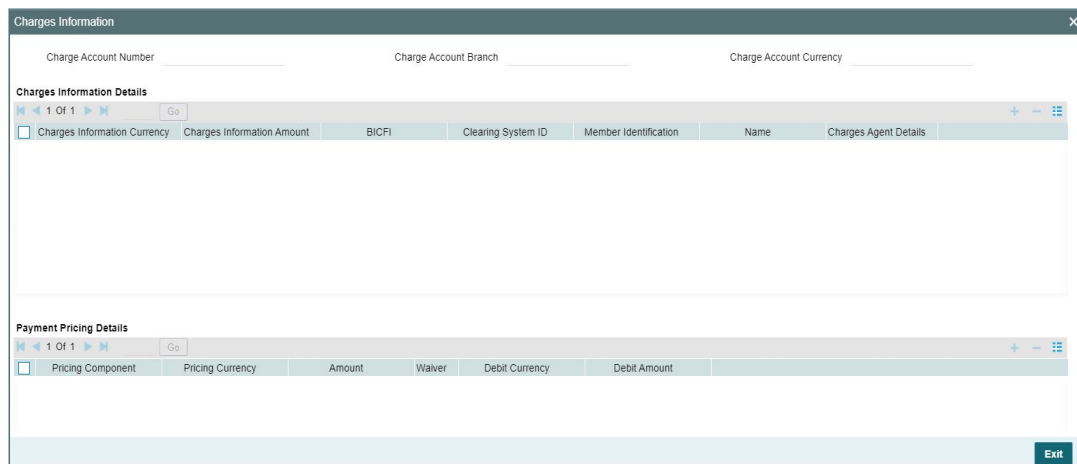 Charges Information
Charge Account Number Charge Account Branch Charge Account Currency
Charges Information Details
1 Of 1 Go
Charges Information Currency Charges Information Amount BICFI Clearing System ID Member Identification Name Charges Agent Details
Payment Pricing Details
1 Of 1 Go
Pricing Component Pricing Currency Amount Waiver Debit Currency Debit Amount
Exit